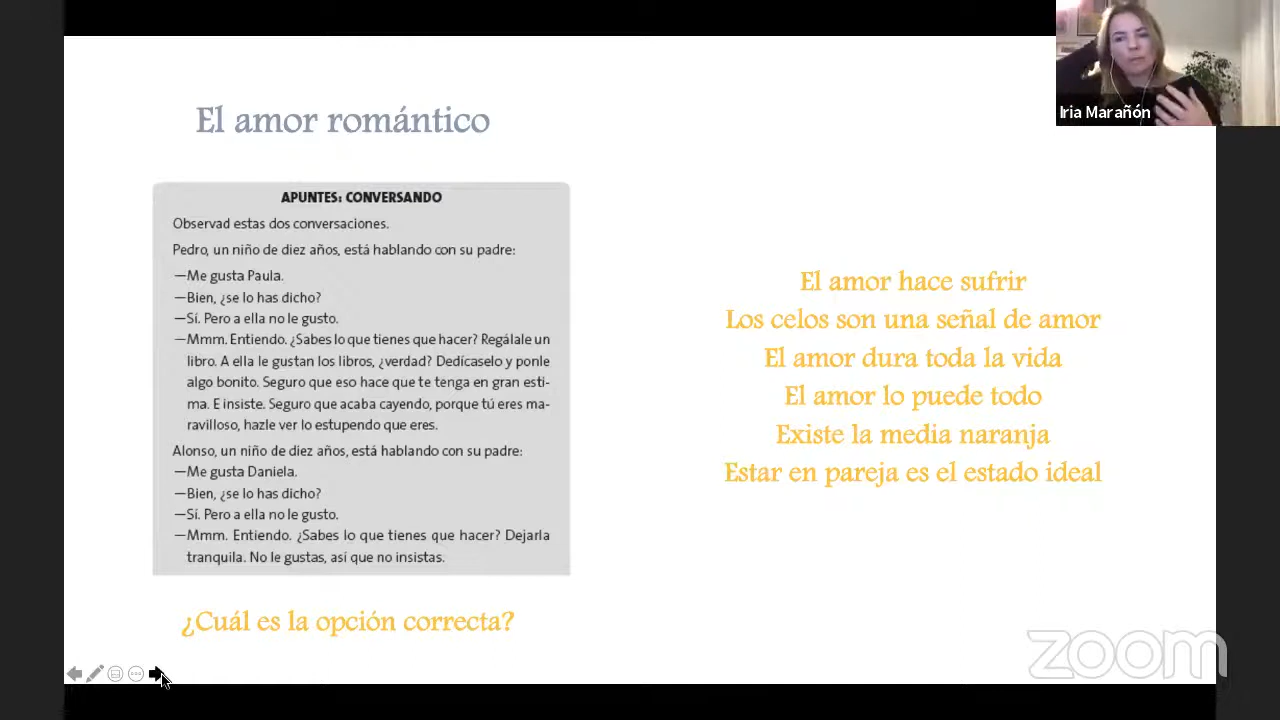 Iria Marañón
El amor romántico
APUNTES: CONVERSANDO
Observad estas dos conversaciones.
Pedro, un niño de diez años, está hablando con su padre:
—Me gusta Paula.
—Bien, ¿se lo has dicho?
—Sí. Pero a ella no le gusto.
—Mmm. Entiendo. ¿Sabes lo que tienes que hacer? Regálale un
libro. A ella le gustan los libros, ¿verdad? Dedícaselo y ponle
algo bonito. Seguro que eso hace que te tenga en gran esti-
ma. E insiste. Seguro que acaba cayendo, porque tú eres ma-
ravilloso, hazle ver lo estupendo que eres.
Alonso, un niño de diez años, está hablando con su padre:
—Me gusta Daniela.
—Bien, ¿se lo has dicho?
—Sí. Pero a ella no le gusto.
—Mmm. Entiendo. ¿Sabes lo que tienes que hacer? Dejarla
tranquila. No le gustas, así que no insistas.
¿Cuál es la opción correcta?
El amor hace sufrir
Los celos son una señal de amor
El amor dura toda la vida
El amor lo puede todo
Existe la media naranja
Estar en pareja es el estado ideal
zoom